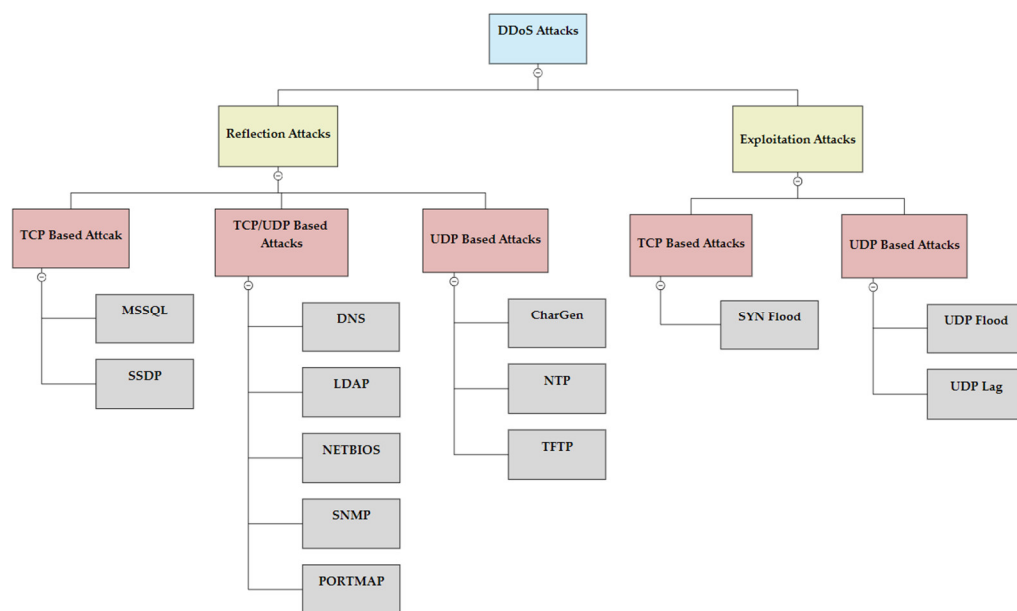 DDoS Attacks
Reflection Attacks
Exploitation Attacks
TCP Based Attcak
TCP/UDP Based
Attacks
UDP Based Attacks
TCP Based Attacks
UDP Based Attacks
MSSQL
SSDP
DNS
LDAP
NETBIOS
SNMP
PORTMAP
CharGen
NTP
TFTP
SYN Flood
UDP Flood
UDP Lag